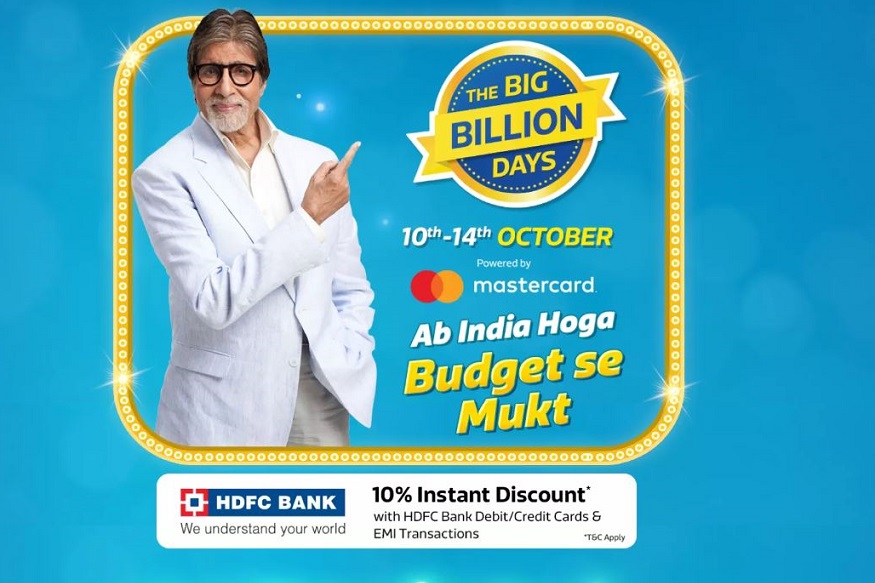 THE BIG
BILLION
DAYS
10th-14th OCTOBER
Powered by
mastercard.
Ab India Hoga
Budget se
Mukt
HDFC BANK
We understand your world
10% Instant Discount*
with HDFC Bank Debit/Credit Cards &
EMI Transactions
*T&C Apply